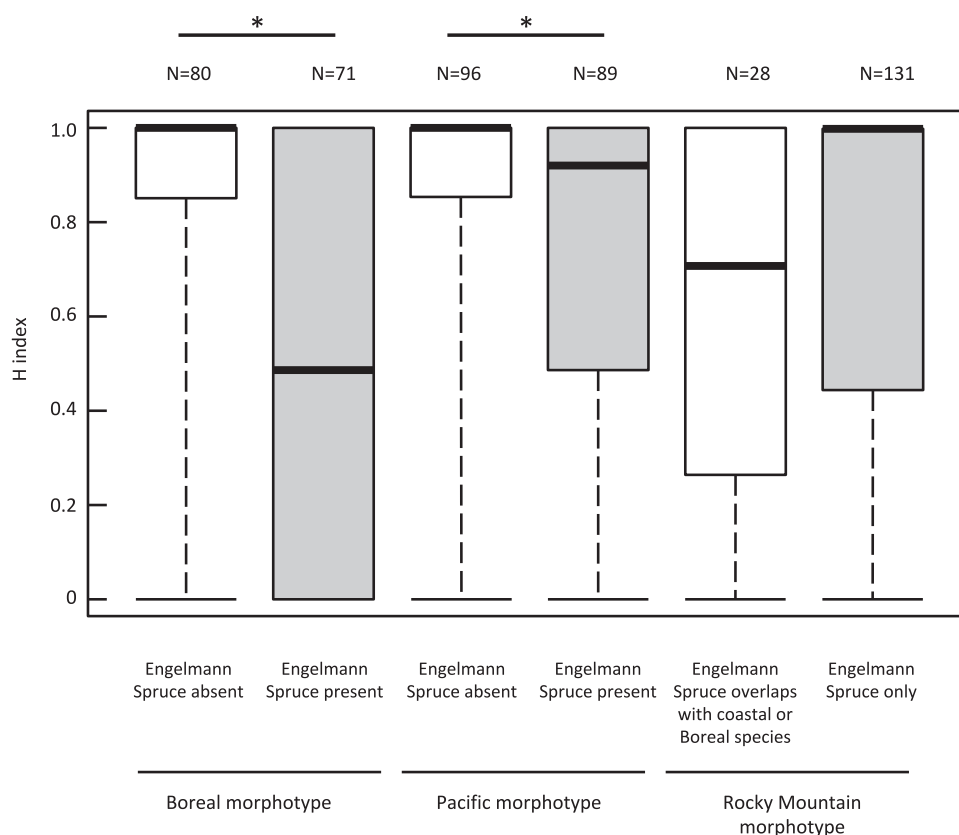 * *
N=80 N=71 N=96 N=89 N=28 N=131
1.0
0.8
0.6
0.4
0.2
0
H index
Engelmann Spruce absent
Engelmann Spruce present
Engelmann Spruce absent
Engelmann Spruce present
Engelmann Spruce overlaps with coastal or Boreal species
Engelmann Spruce only
Boreal morphotype
Pacific morphotype
Rocky Mountain
morphotype